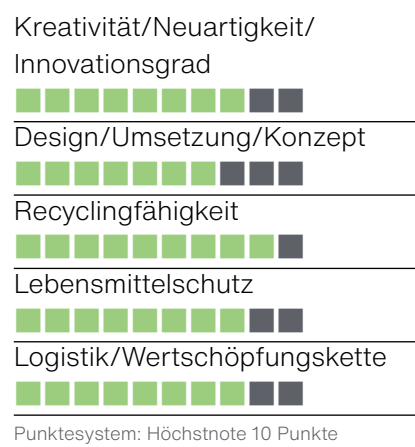 Kreativität/Neuartigkeit/
Innovationsgrad
Design/Umsetzung/Konzept
Recyclingfähigkeit
Lebensmittelschutz
Logistik/Wertschöpfungskette
Punktesystem: Höchstnote 10 Punkte